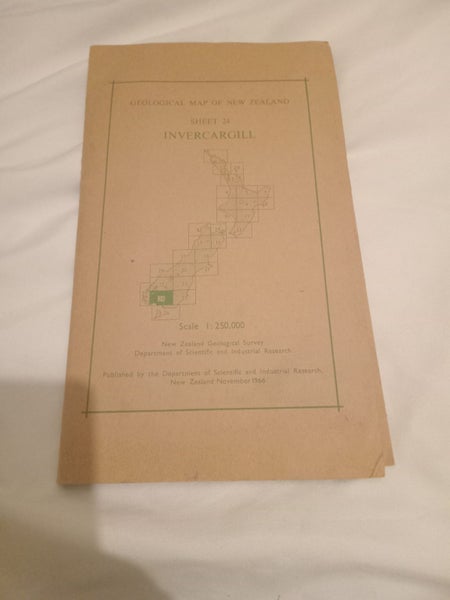 GEOLOGICAL MAP OF NEW ZEALAND
SHEET 24
INVERCARGILL
Scale 1:250,000
New Zealand Geological Survey
Department of Scientific and Industrial Research
Published by the Department of Scientific and Industrial Research,
New Zealand November 1966